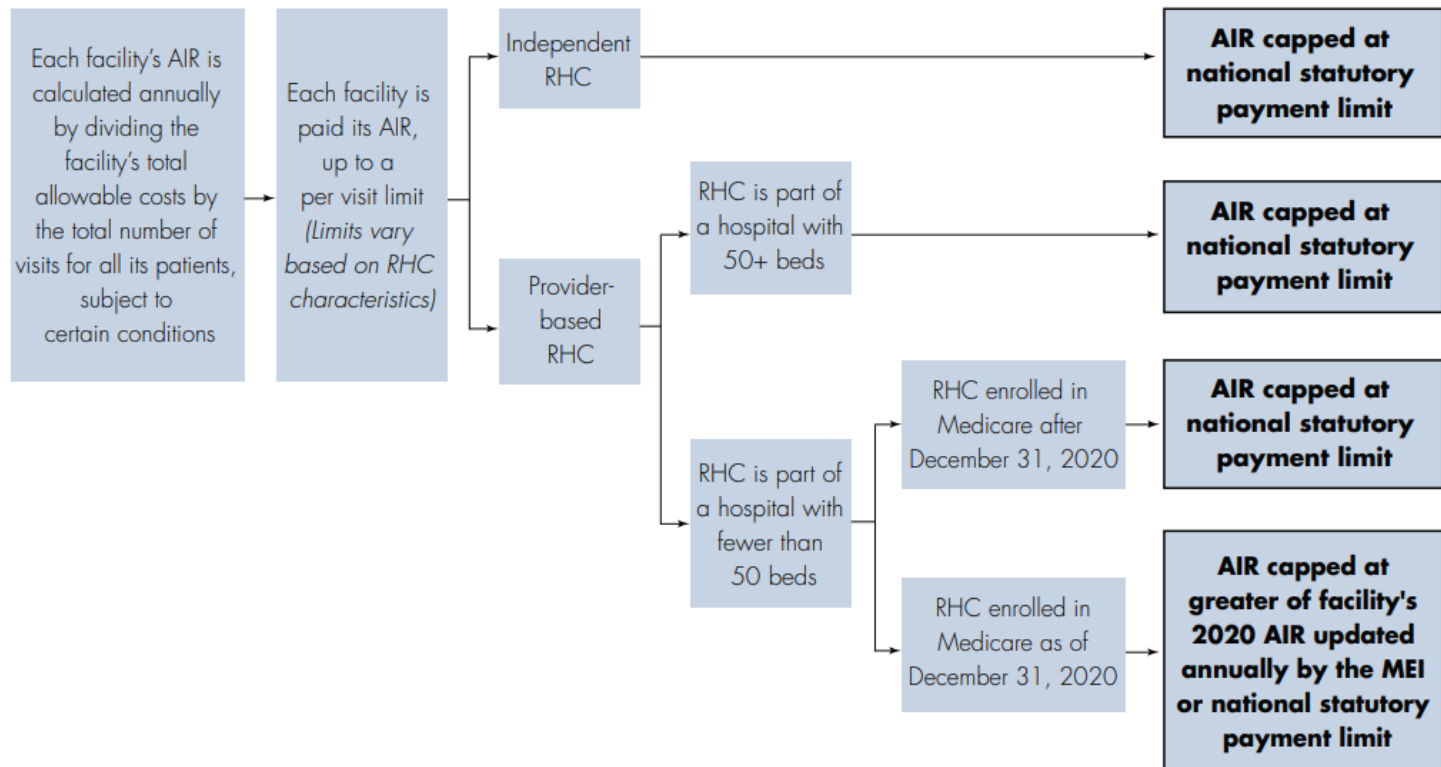 Each facility’s AIR is
calculated annually
by dividing the
facility’s total
allowable costs by
the total number of
visits for all its patients,
subject to
certain conditions
Each facility is
paid its AIR,
up to a
per visit limit
(Limits vary
based on RHC
characteristics)
Independent
RHC
AIR capped at
national statutory
payment limit
Provider-
based
RHC
RHC is part of
a hospital with
50+ beds
AIR capped at
national statutory
payment limit
RHC is part of
a hospital with
fewer than
50 beds
RHC enrolled in
Medicare after
December 31, 2020
AIR capped at
national statutory
payment limit
RHC enrolled in
Medicare as of
December 31, 2020
AIR capped at
greater of facility's
2020 AIR updated
annually by the MEI
or national statutory
payment limit